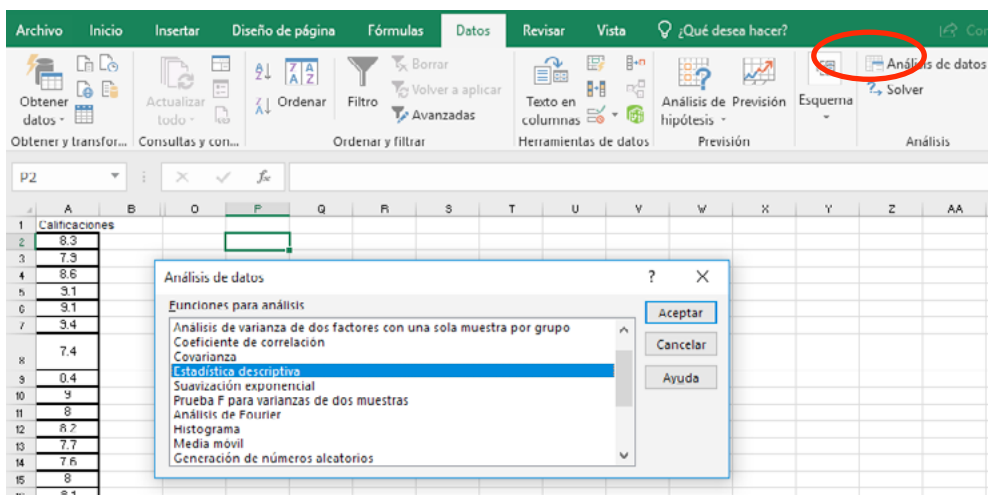 Archivo Inicio Insertar Diseño de página Fórmulas Datos Revisar Vista ¿Qué desea hacer?
Obtener datos
Actualizar todo
Ordenar
Filtro
Borrar
Volver a aplicar
Avanzadas
Texto en columnas
Análisis de hipótesis
Previsión
Esquema
Análisis de datos
Solver
Obtener y transfor... Consultas y con... Ordenar y filtrar Herramientas de datos Previsión Análisis
P2 fx
A B O P Q R S T U V W X Y Z AA
1 Calificaciones
2 8.3
3 7.9
4 8.6
5 9.1
6 9.1
7 9.4
8 7.4
9 0.4
10 9
11 8
12 8.2
13 7.7
14 7.6
15 8
Análisis de datos ?
Funciones para análisis
Análisis de varianza de dos factores con una sola muestra por grupo
Coeficiente de correlación
Covarianza
Estadística descriptiva
Suavización exponencial
Prueba F para varianzas de dos muestras
Análisis de Fourier
Histograma
Media móvil
Generación de números aleatorios
Aceptar
Cancelar
Ayuda